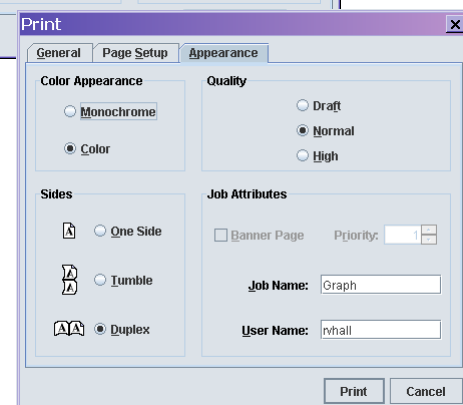 Print
General Page Setup Appearance
Color Appearance
Monochrome
Color
Quality
Draft
Normal
High
Sides
A One Side
A A Tumble
A A Duplex
Job Attributes
Banner Page Priority: 1
Job Name: Graph
User Name: rvhall
Print Cancel